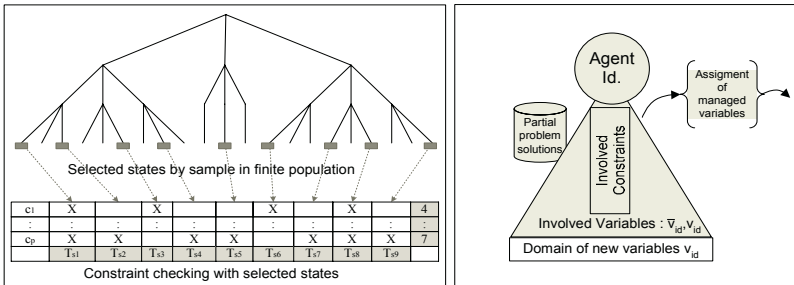 Selected states by sample in finite population
c1 X X X X 4
: : : : : : : : : : :
cp X X X X X X X 7
Ts1 Ts2 Ts3 Ts4 Ts5 Ts6 Ts7 Ts8 Ts9
Constraint checking with selected states
Agent
Id.
Assigment
of
managed
variables
Partial
problem
solutions
Involved
Constraints
Involved Variables : v̅id,vid
Domain of new variables vid